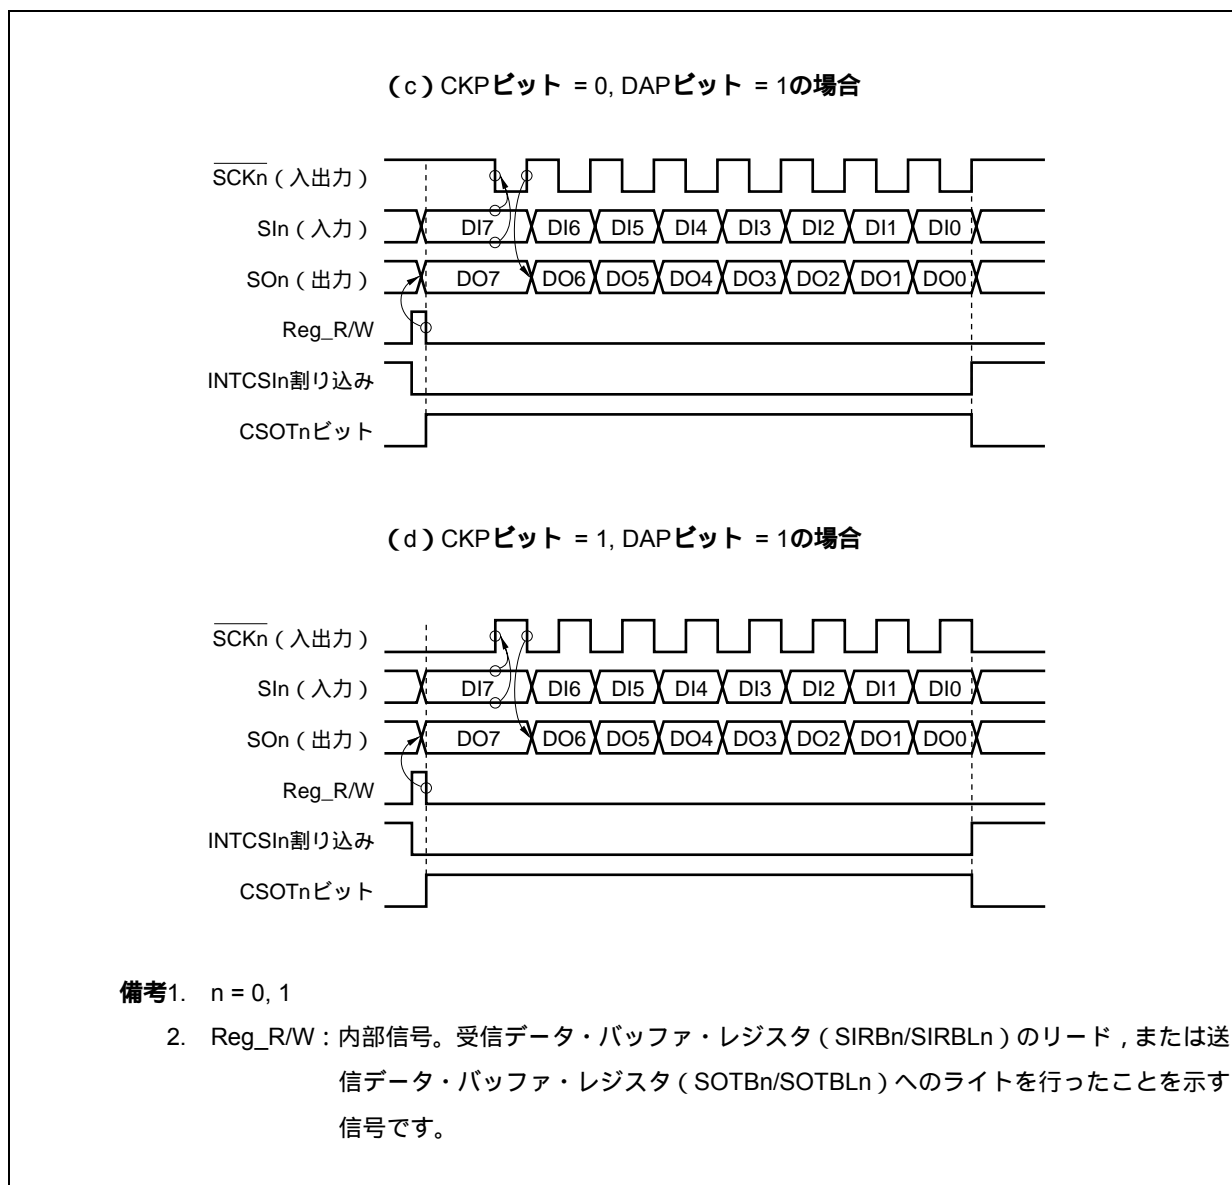 (c) CKPビット = 0, DAPビット = 1の場合
SCKn（入出力）
SIn（入力） DI7 DI6 DI5 DI4 DI3 DI2 DI1 DI0
SOn（出力） DO7 DO6 DO5 DO4 DO3 DO2 DO1 DO0
Reg_R/W
INTCSIn割り込み
CSOTnビット
(d) CKPビット = 1, DAPビット = 1の場合
SCKn（入出力）
SIn（入力） DI7 DI6 DI5 DI4 DI3 DI2 DI1 DI0
SOn（出力） DO7 DO6 DO5 DO4 DO3 DO2 DO1 DO0
Reg_R/W
INTCSIn割り込み
CSOTnビット
備考1. n = 0, 1
2. Reg_R/W：内部信号。受信データ・バッファ・レジスタ（SIRBn/SIRBLn）のリード，または送
信データ・バッファ・レジスタ（SOTBn/SOTBLn）へのライトを行ったことを示す
信号です。